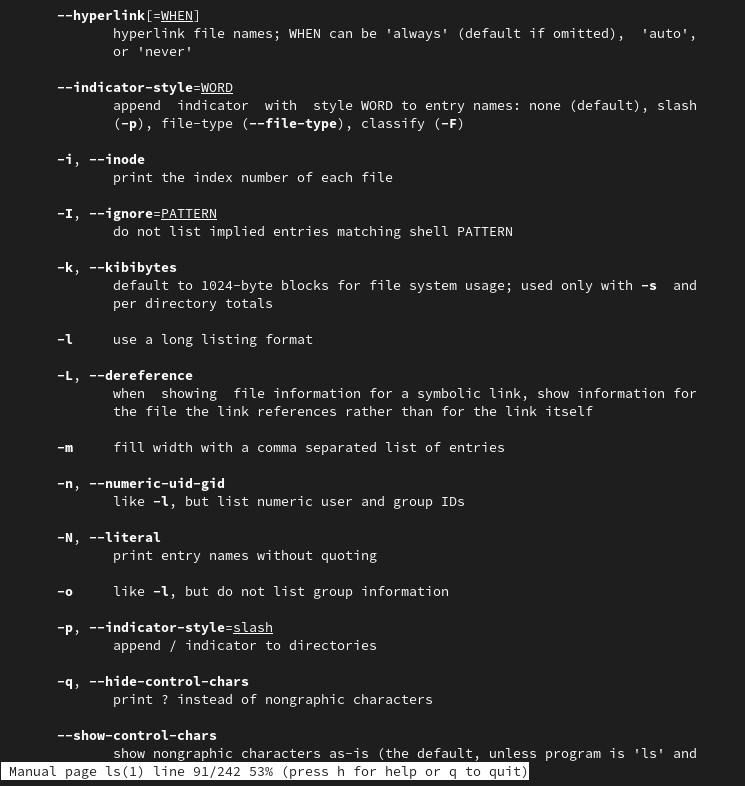 --hyperlink[=WHEN]
hyperlink file names; WHEN can be 'always' (default if omitted),  'auto',
or 'never'
--indicator-style=WORD
append  indicator  with  style WORD to entry names: none (default), slash
(-p), file-type (--file-type), classify (-F)
-i, --inode
print the index number of each file
-I, --ignore=PATTERN
do not list implied entries matching shell PATTERN
-k, --kibibytes
default to 1024-byte blocks for file system usage; used only with -s  and
per directory totals
-l     use a long listing format
-L, --dereference
when  showing  file information for a symbolic link, show information for
the file the link references rather than for the link itself
-m     fill width with a comma separated list of entries
-n, --numeric-uid-gid
like -l, but list numeric user and group IDs
-N, --literal
print entry names without quoting
-o     like -l, but do not list group information
-p, --indicator-style=slash
append / indicator to directories
-q, --hide-control-chars
print ? instead of nongraphic characters
--show-control-chars
show nongraphic characters as-is (the default, unless program is 'ls' and
Manual page ls(1) line 91/242 53% (press h for help or q to quit)